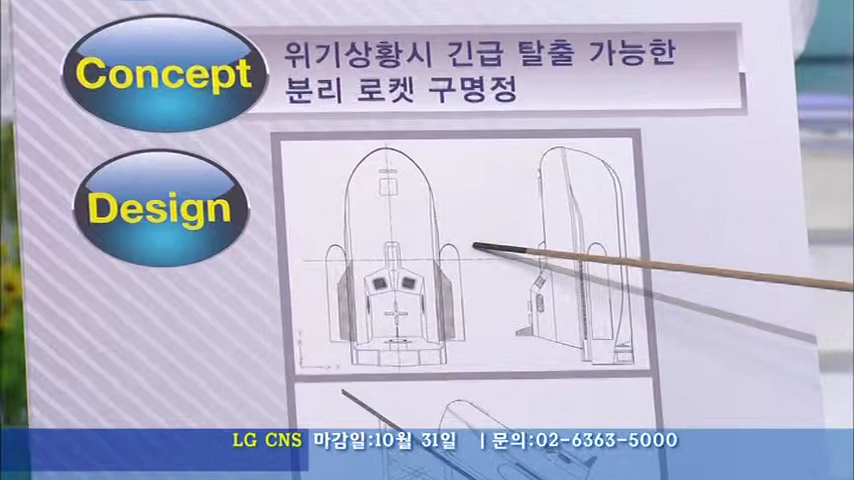 Concept
위기상황시 긴급 탈출 가능한
분리 로켓 구명정
Design
LG CNS 마감일:10월 31일 ㅣ문의:02-6363-5000